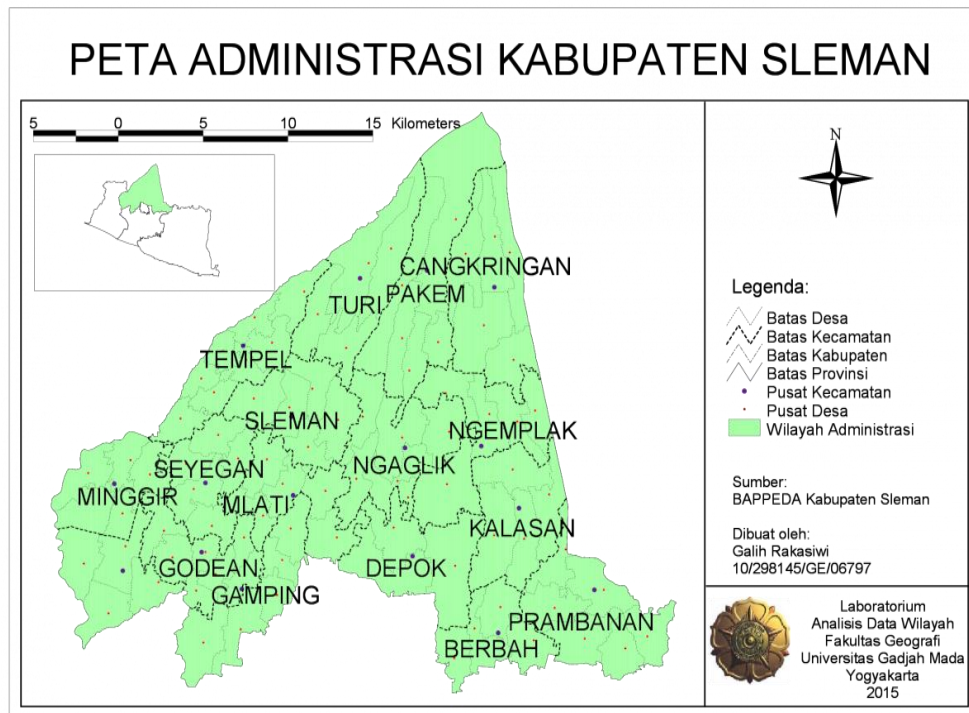 PETA ADMINISTRASI KABUPATEN SLEMAN
5 0 5 10 15 Kilometers
CANGKRINGAN
TURI
PAKEM
TEMPEL
SLEMAN
NGEMPLAK
SEYEGAN
NGAGLIK
MINGGIR
MLATI
KALASAN
GODEAN
DEPOK
GAMPING
PRAMBANAN
BERBAH
N
Legenda:
Batas Desa
Batas Kecamatan
Batas Kabupaten
Batas Provinsi
Pusat Kecamatan
Pusat Desa
Wilayah Administrasi
Sumber:
BAPPEDA Kabupaten Sleman
Dibuat oleh:
Galih Rakasiwi
10/298145/GE/06797
Laboratorium
Analisis Data Wilayah
Fakultas Geografi
Universitas Gadjah Mada
Yogyakarta
2015